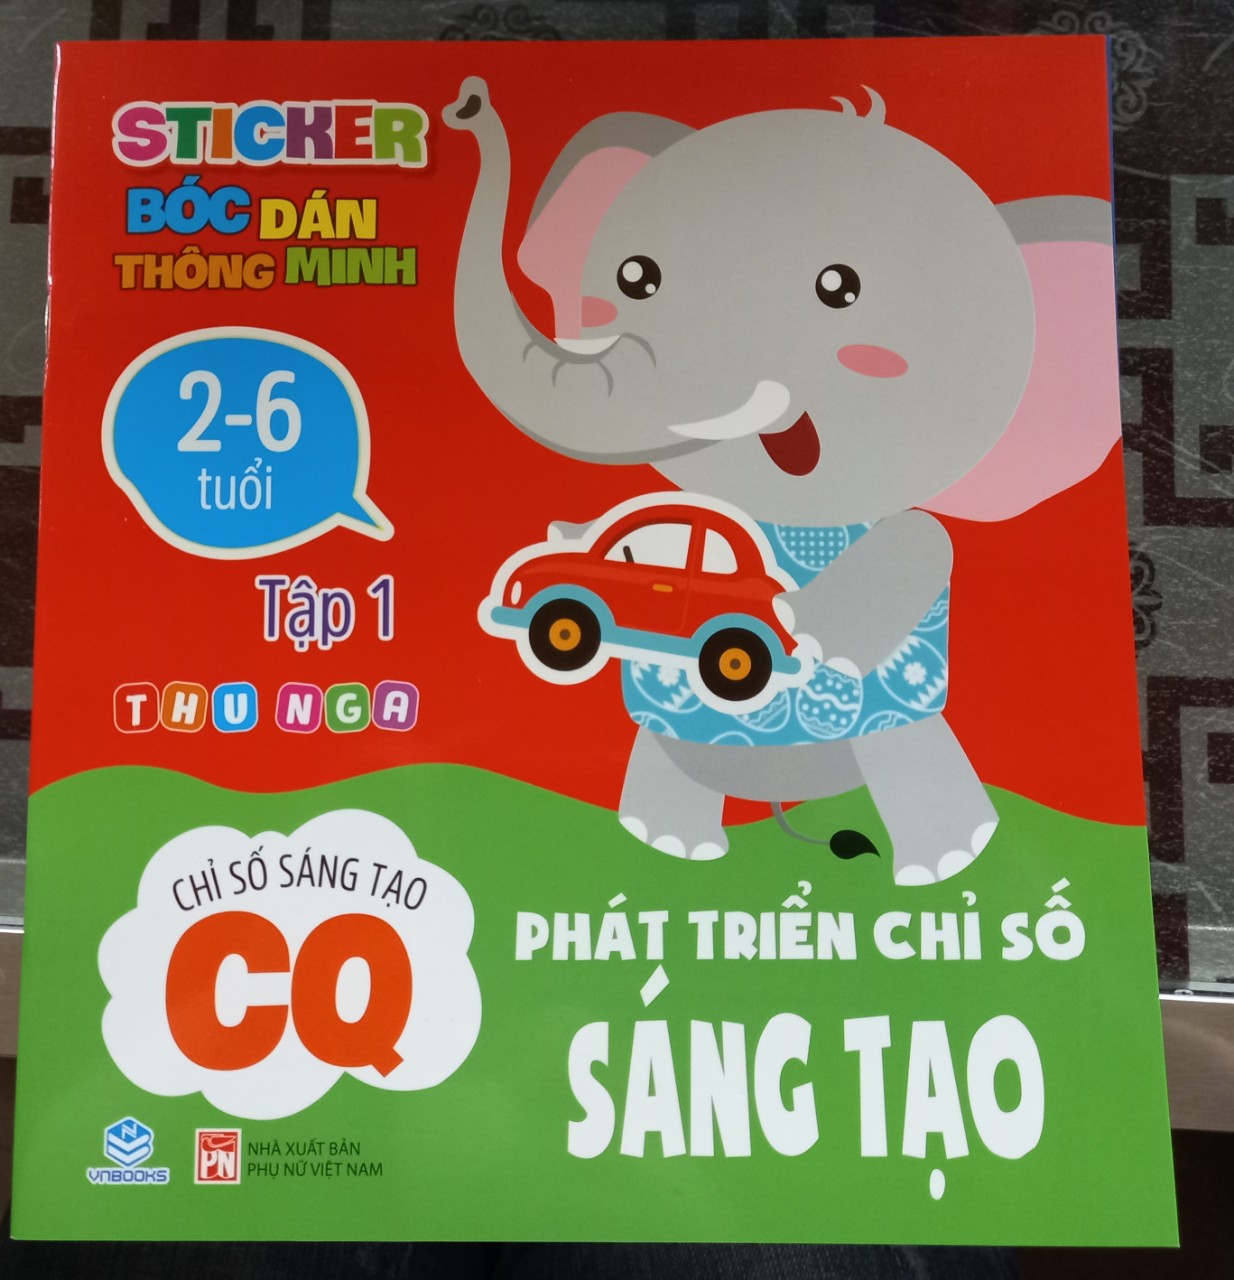 STICKER
BÓC DÁN
THÔNG MINH
2-6
tuổi
Tập 1
THU NGA
CHỈ SỐ SÁNG TẠO
CQ
PHÁT TRIỂN CHỈ SỐ
SÁNG TẠO
N
VNBOOKS
PN
NHÀ XUẤT BẢN
PHỤ NỮ VIỆT NAM